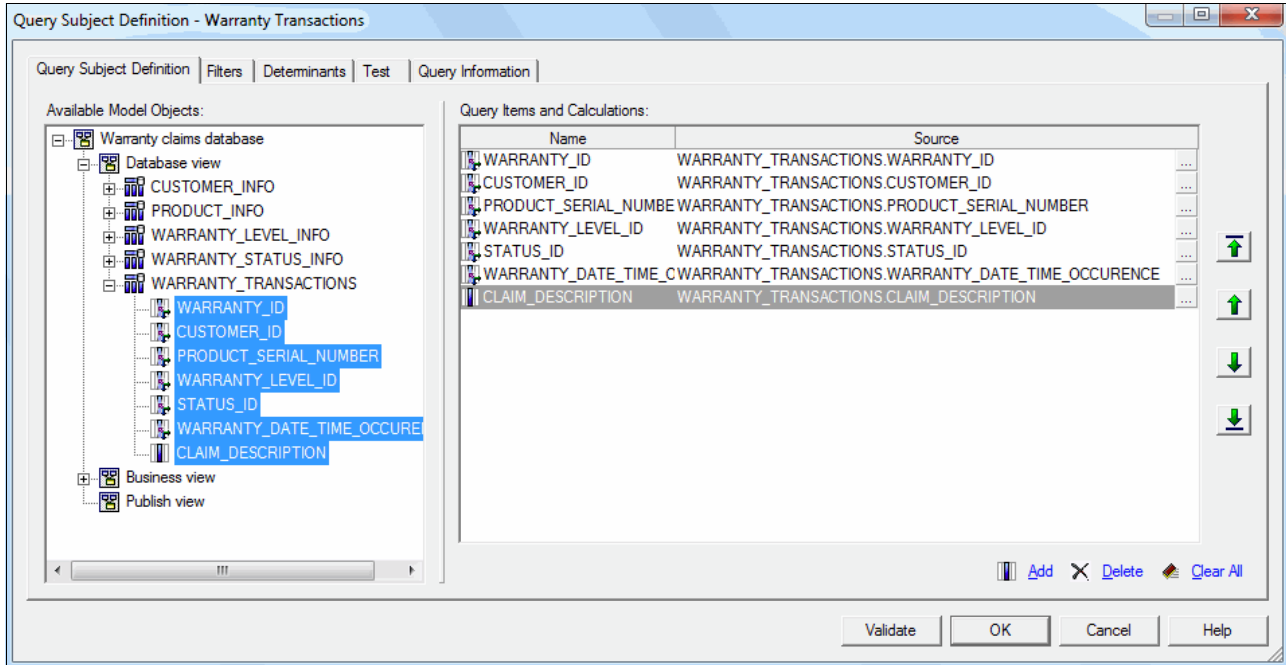 Query Subject Definition - Warranty Transactions
Query Subject Definition Filters Determinants Test Query Information
Available Model Objects:
Warranty claims database
Database view
CUSTOMER_INFO
PRODUCT_INFO
WARRANTY_LEVEL_INFO
WARRANTY_STATUS_INFO
WARRANTY_TRANSACTIONS
WARRANTY_ID
CUSTOMER_ID
PRODUCT_SERIAL_NUMBER
WARRANTY_LEVEL_ID
STATUS_ID
WARRANTY_DATE_TIME_OCCURE
CLAIM_DESCRIPTION
Business view
Publish view
Query Items and Calculations:
Name Source
WARRANTY_ID WARRANTY_TRANSACTIONS.WARRANTY_ID ...
CUSTOMER_ID WARRANTY_TRANSACTIONS.CUSTOMER_ID ...
PRODUCT_SERIAL_NUMBE WARRANTY_TRANSACTIONS.PRODUCT_SERIAL_NUMBER ...
WARRANTY_LEVEL_ID WARRANTY_TRANSACTIONS.WARRANTY_LEVEL_ID ...
STATUS_ID WARRANTY_TRANSACTIONS.STATUS_ID ...
WARRANTY_DATE_TIME_C WARRANTY_TRANSACTIONS.WARRANTY_DATE_TIME_OCCURENCE ...
CLAIM_DESCRIPTION WARRANTY_TRANSACTIONS.CLAIM_DESCRIPTION ...
Add Delete Clear All
Validate OK Cancel Help